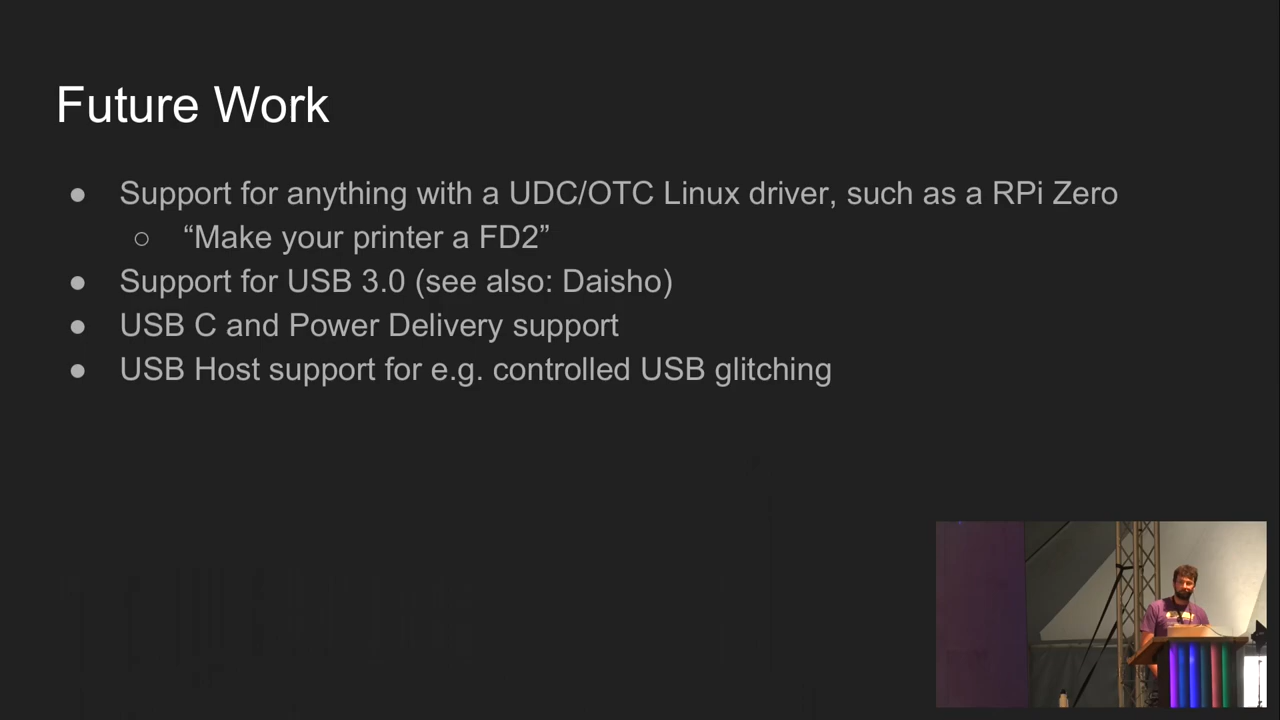 Future Work
● Support for anything with a UDC/OTC Linux driver, such as a RPi Zero
○ “Make your printer a FD2”
● Support for USB 3.0 (see also: Daisho)
● USB C and Power Delivery support
● USB Host support for e.g. controlled USB glitching